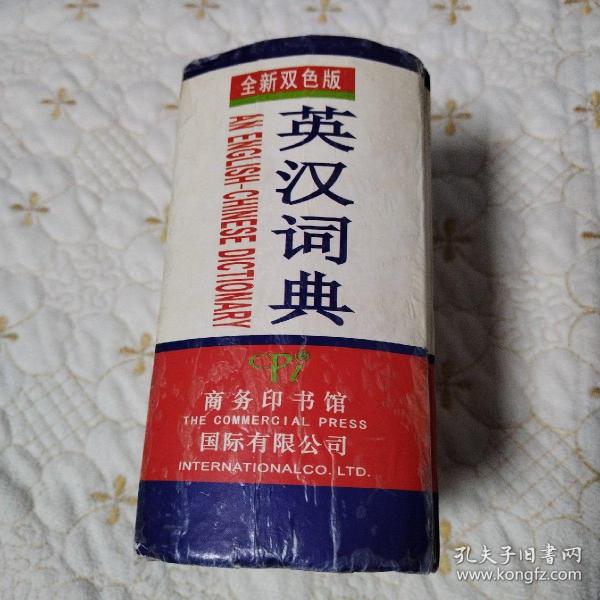 全新双色版
英汉词典
AN ENGLISH-CHINESE DICTIONARY
CPi
商务印书馆
THE COMMERCIAL PRESS
国际有限公司
INTERNATIONALCO. LTD.
孔夫子旧書网
www.kongfz.com